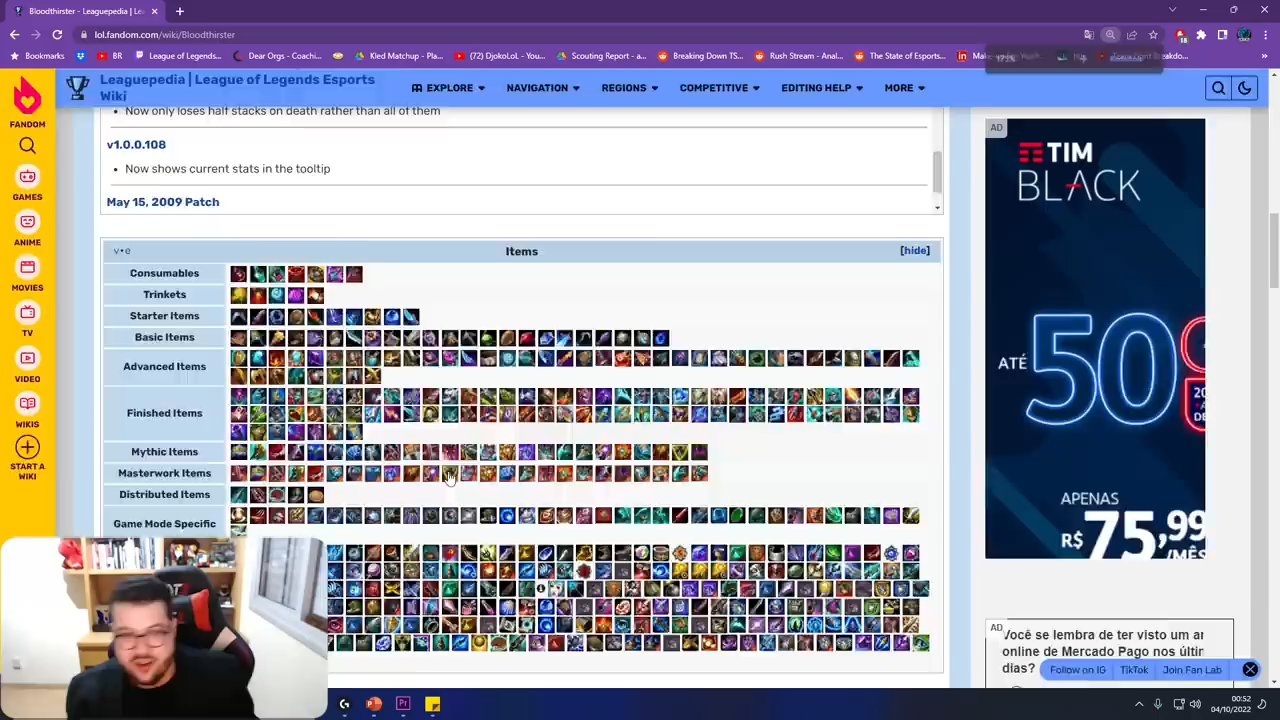 Bloodthirster - Leaguepedia | L
lol.fandom.com/wiki/Bloodthirster
Bookmarks
BR
League of Legends...
Dear Orgs - Coachi...
Kled Matchup - Pla...
(72) DjokoLoL - You...
Scouting Report - a...
Breaking Down TS...
Rush Stream - Anal...
The State of Esports...
Leaguepedia | League of Legends Esports
Wiki
EXPLORE
NAVIGATION
REGIONS
COMPETITIVE
EDITING HELP
MORE
FANDOM
GAMES
ANIME
MOVIES
TV
VIDEO
WIKIS
START A
WIKI
Now only loses half stacks on death rather than all of them
v1.0.0.108
Now shows current stats in the tooltip
May 15, 2009 Patch
v•e
Items
[hide]
Consumables
Trinkets
Starter Items
Basic Items
Advanced Items
Finished Items
Mythic Items
Masterwork Items
Distributed Items
Game Mode Specific
AD
TIM
BLACK
ATÉ
50
APENAS
R$
75,99
/MÊS
AD
Você se lembra de ter visto um ar
online de Mercado Pago nos últir
dias?
Follow on IG
TikTok
Join Fan Lab
00:52
04/10/2022